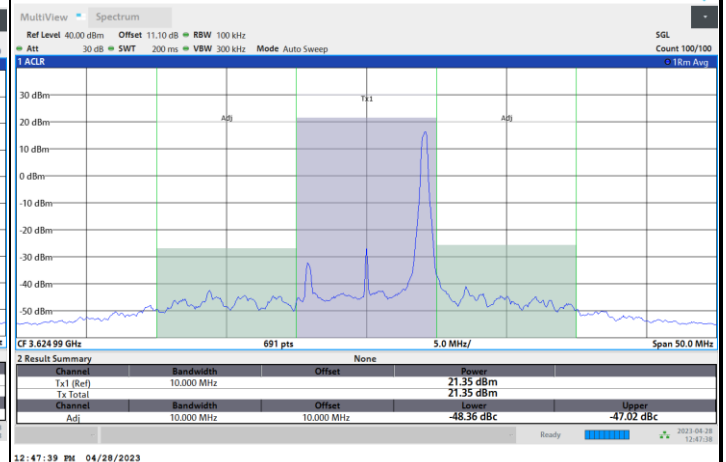 MultiView Spectrum
Ref Level 40.00 dBm Offset 11.10 dB RBW 100 kHz SGL
Att 30 dB SWT 200 ms VBW 300 kHz Mode Auto Sweep Count 100/100
1 ACLR 1Rm Avg
30 dBm
Tx1
20 dBm Adj Adj
10 dBm
0 dBm
-10 dBm
-20 dBm
-30 dBm
-40 dBm
-50 dBm
CF 3.624 99 GHz 691 pts 5.0 MHz/ Span 50.0 MHz
2 Result Summary None
Channel Bandwidth Offset Power
Tx1 (Ref) 10.000 MHz 21.35 dBm
Tx Total 21.35 dBm
Channel Bandwidth Offset Lower Upper
Adj 10.000 MHz 10.000 MHz -48.36 dBc -47.02 dBc
Ready 2023-04-28
12:47:38
12:47:39 PM 04/28/2023